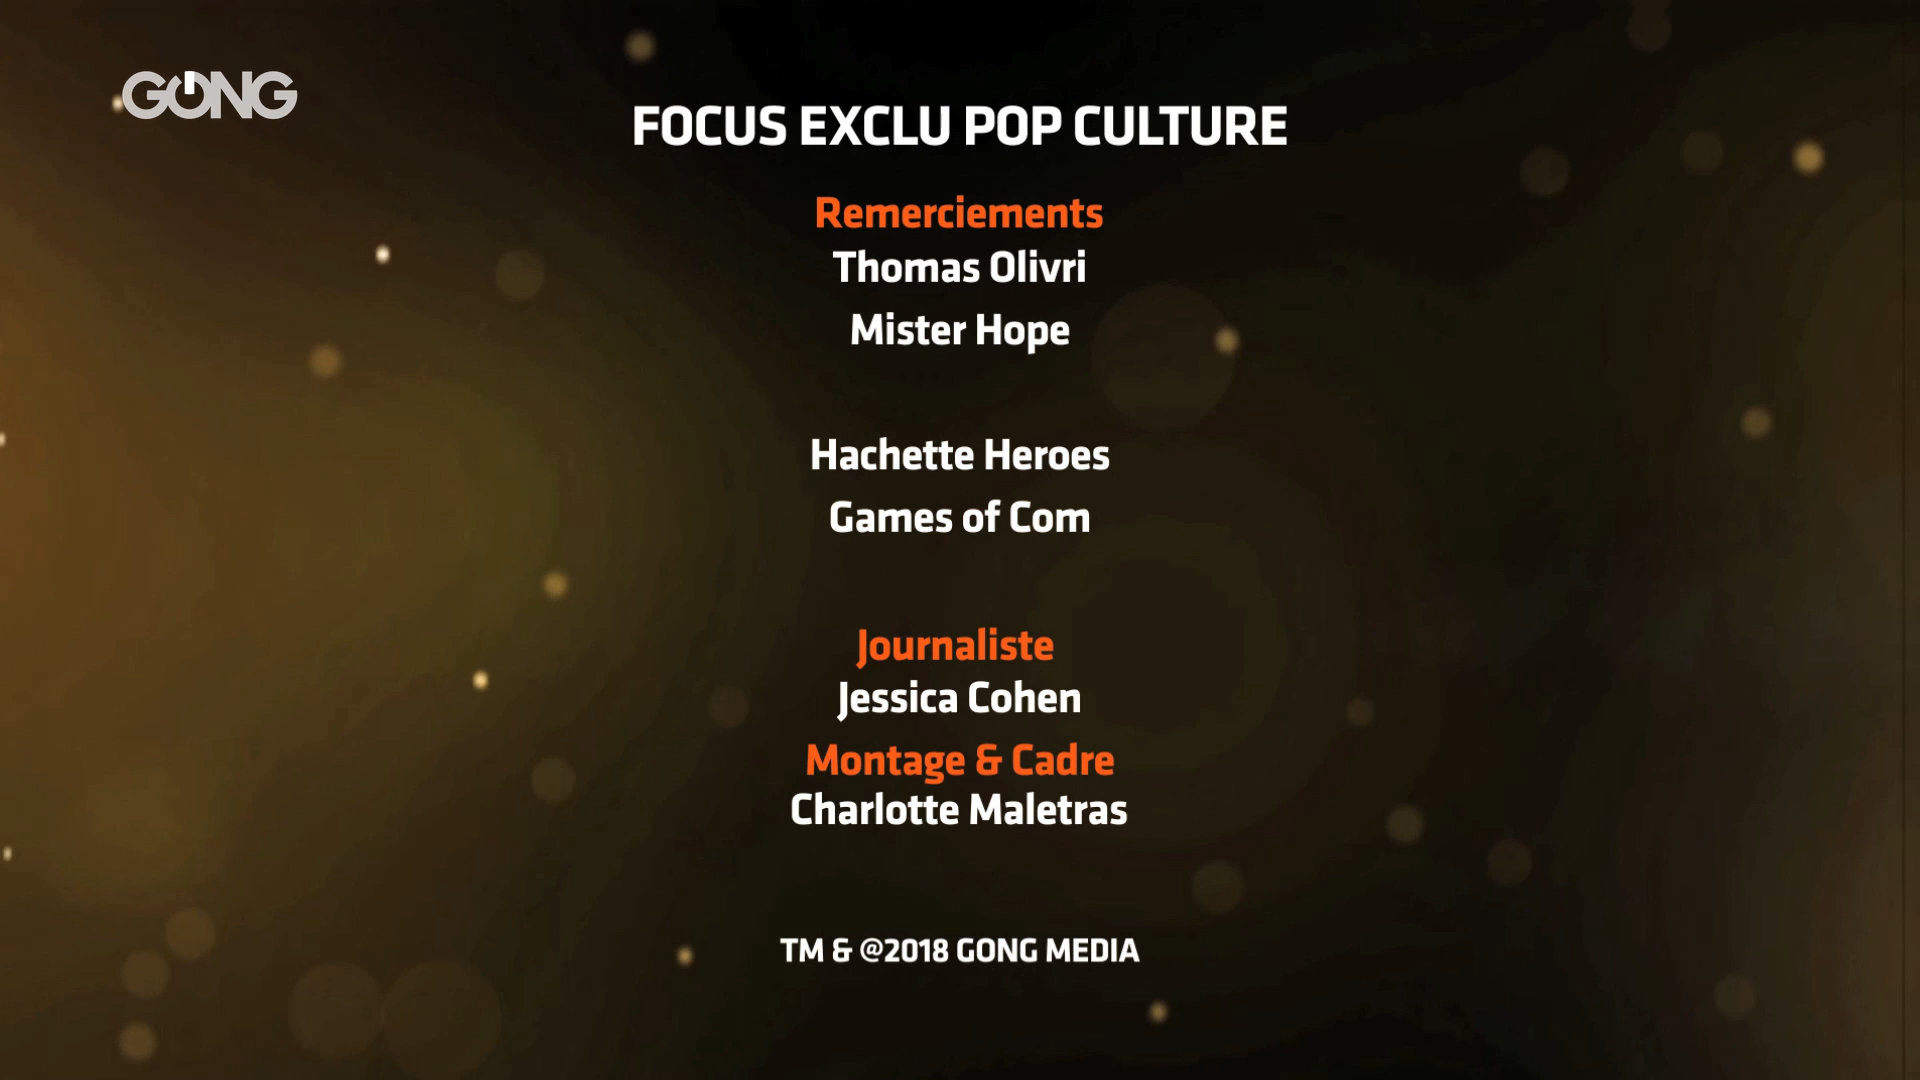 GONG
FOCUS EXCLU POP CULTURE
Remerciements
Thomas Olivri
Mister Hope
Hachette Heroes
Games of Com
Journaliste
Jessica Cohen
Montage & Cadre
Charlotte Maletras
TM & @2018 GONG MEDIA